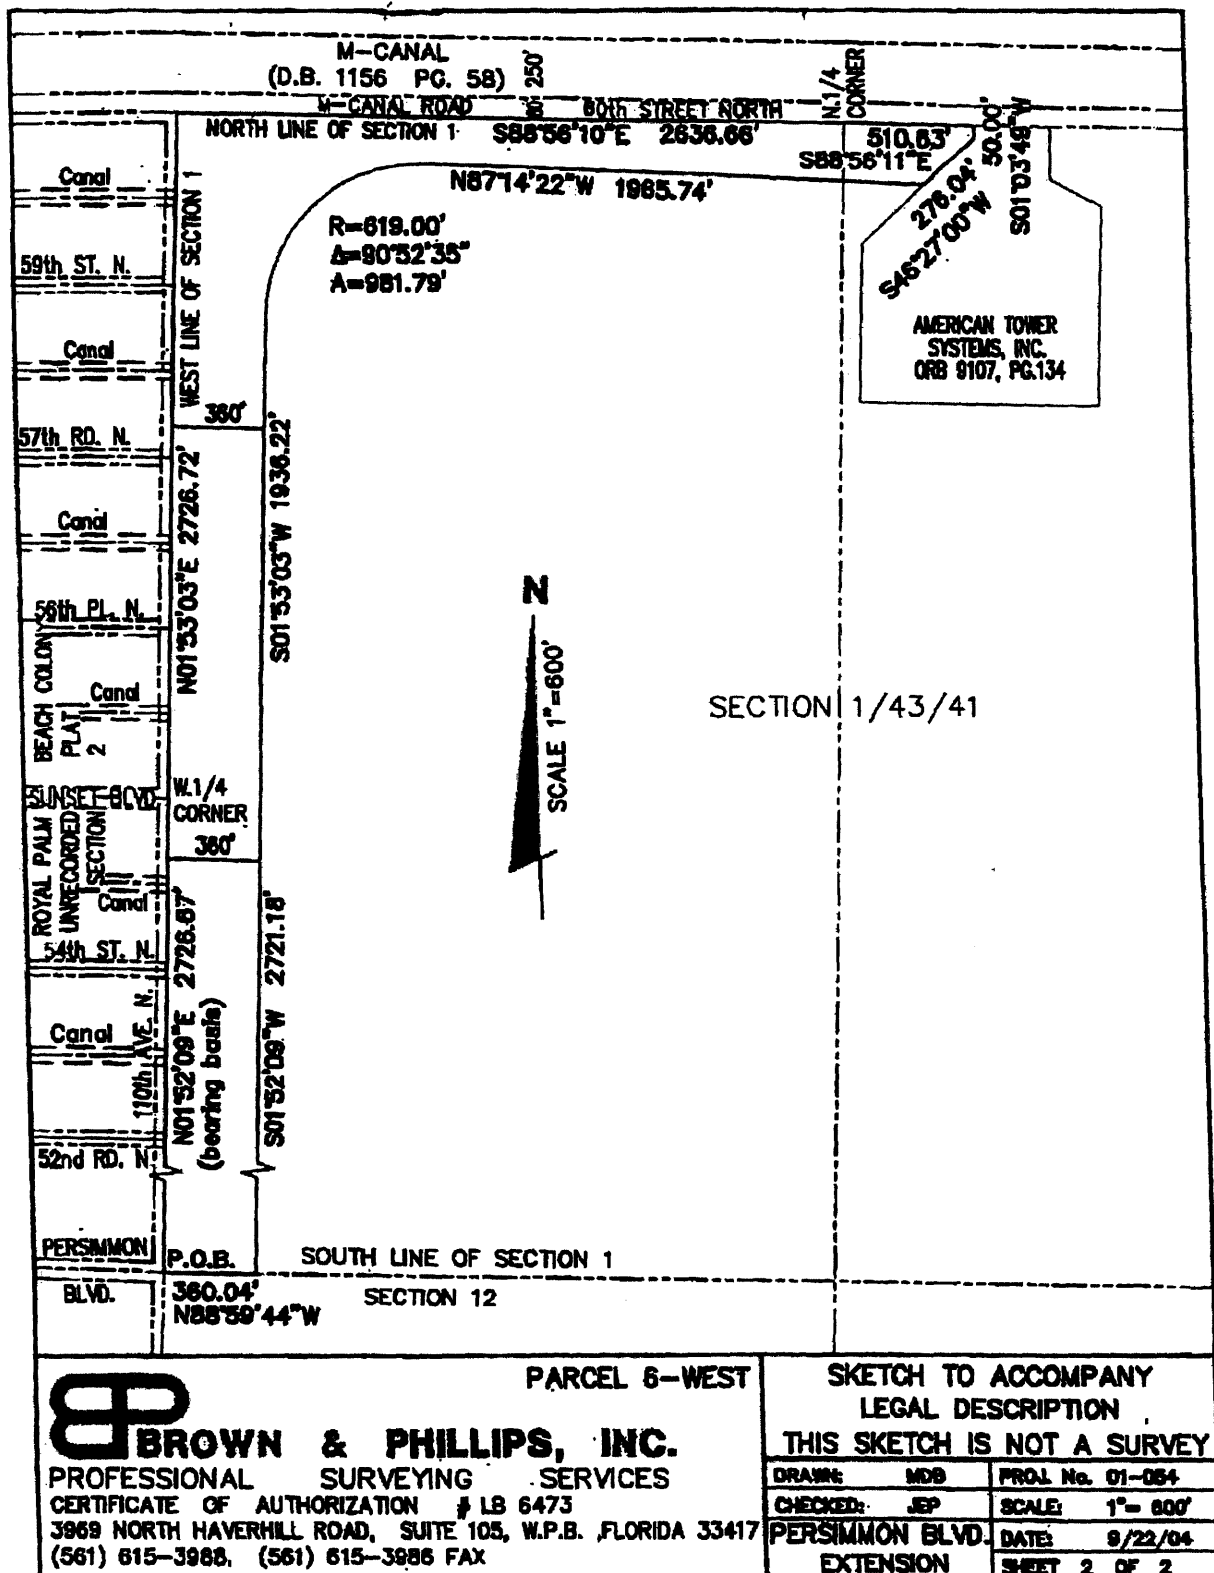 M-CANAL
(D.B. 1156 PG. 58)
250'
80'
M-CANAL ROAD
60th STREET NORTH
N.1/4
CORNER
NORTH LINE OF SECTION 1
S88°56'10"E 2636.66'
510.63'
S88°56'11"E
50.00'
S01°03'49"W
N87°14'22"W 1965.74'
276.04'
S46°27'00"W
R=619.00'
Δ=90°52'35"
A=981.79'
AMERICAN TOWER
SYSTEMS, INC.
ORB 9107, PG.134
Canal
59th ST. N.
Canal
57th RD. N.
Canal
56th PL. N.
Canal
WEST LINE OF SECTION 1
360'
N01°53'03"E 2726.72'
S01°53'03"W 1936.22'
N
SCALE 1"=600'
SECTION 1/43/41
BEACH COLONY
PLAT
2
SUNSET BLVD
W.1/4
CORNER
360'
ROYAL PALM
UNRECORDED
SECTION
Canal
54th ST. N.
Canal
110th AVE. N.
52nd RD. N.
N01°52'09"E 2726.67'
(bearing basis)
S01°52'09"W 2721.18'
PERSIMMON
BLVD.
P.O.B.
SOUTH LINE OF SECTION 1
360.04'
N88°59'44"W
SECTION 12
PARCEL 6-WEST
BP
BROWN & PHILLIPS, INC.
PROFESSIONAL SURVEYING SERVICES
CERTIFICATE OF AUTHORIZATION # LB 6473
3969 NORTH HAVERHILL ROAD, SUITE 105, W.P.B. ,FLORIDA 33417
(561) 615-3988, (561) 615-3986 FAX
SKETCH TO ACCOMPANY
LEGAL DESCRIPTION
THIS SKETCH IS NOT A SURVEY
DRAWN: MDB
PROJ. No. 01-054
CHECKED: JEP
SCALE: 1"= 600'
PERSIMMON BLVD.
EXTENSION
DATE: 9/22/04
SHEET 2 OF 2